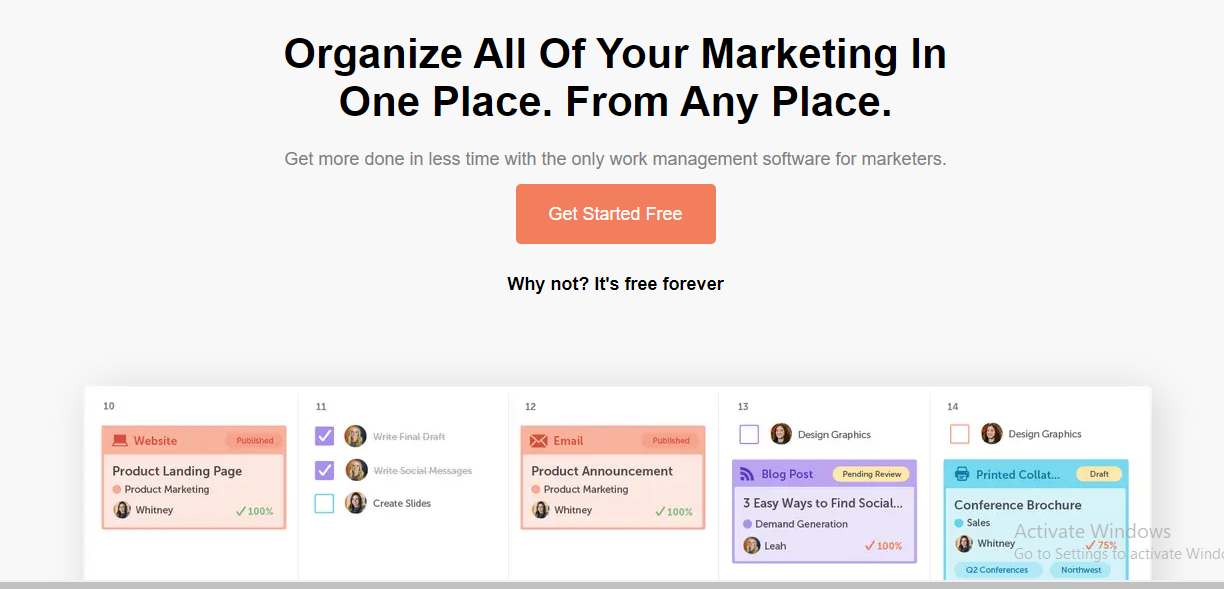 Organize All Of Your Marketing In
One Place. From Any Place.
Get more done in less time with the only work management software for marketers.
Get Started Free
Why not? It's free forever
10
Website
Published
Product Landing Page
Product Marketing
Whitney
100%
11
Write Final Draft
Write Social Messages
Create Slides
12
Email
Published
Product Announcement
Product Marketing
Whitney
100%
13
Design Graphics
Blog Post
Pending Review
3 Easy Ways to Find Social...
Demand Generation
Leah
100%
14
Design Graphics
Printed Collat...
Draft
Conference Brochure
Sales
Whitney
75%
Q2 Conferences
Northwest
Activate Windows
Go to Settings to activate Windo